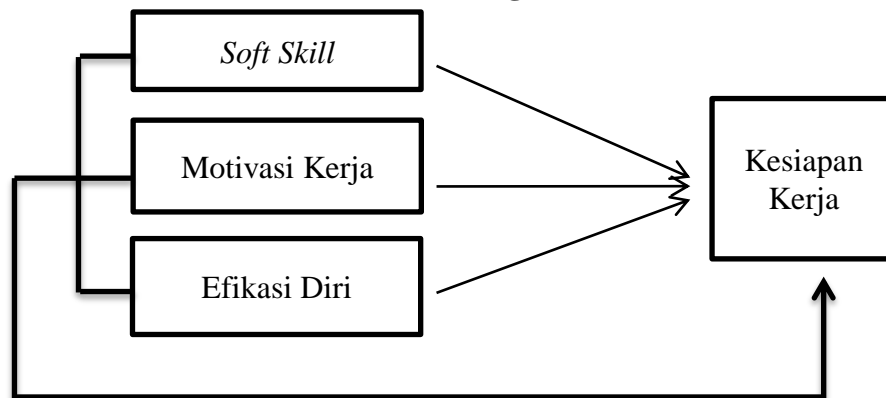 Soft Skill
Motivasi Kerja
Efikasi Diri
Kesiapan
Kerja